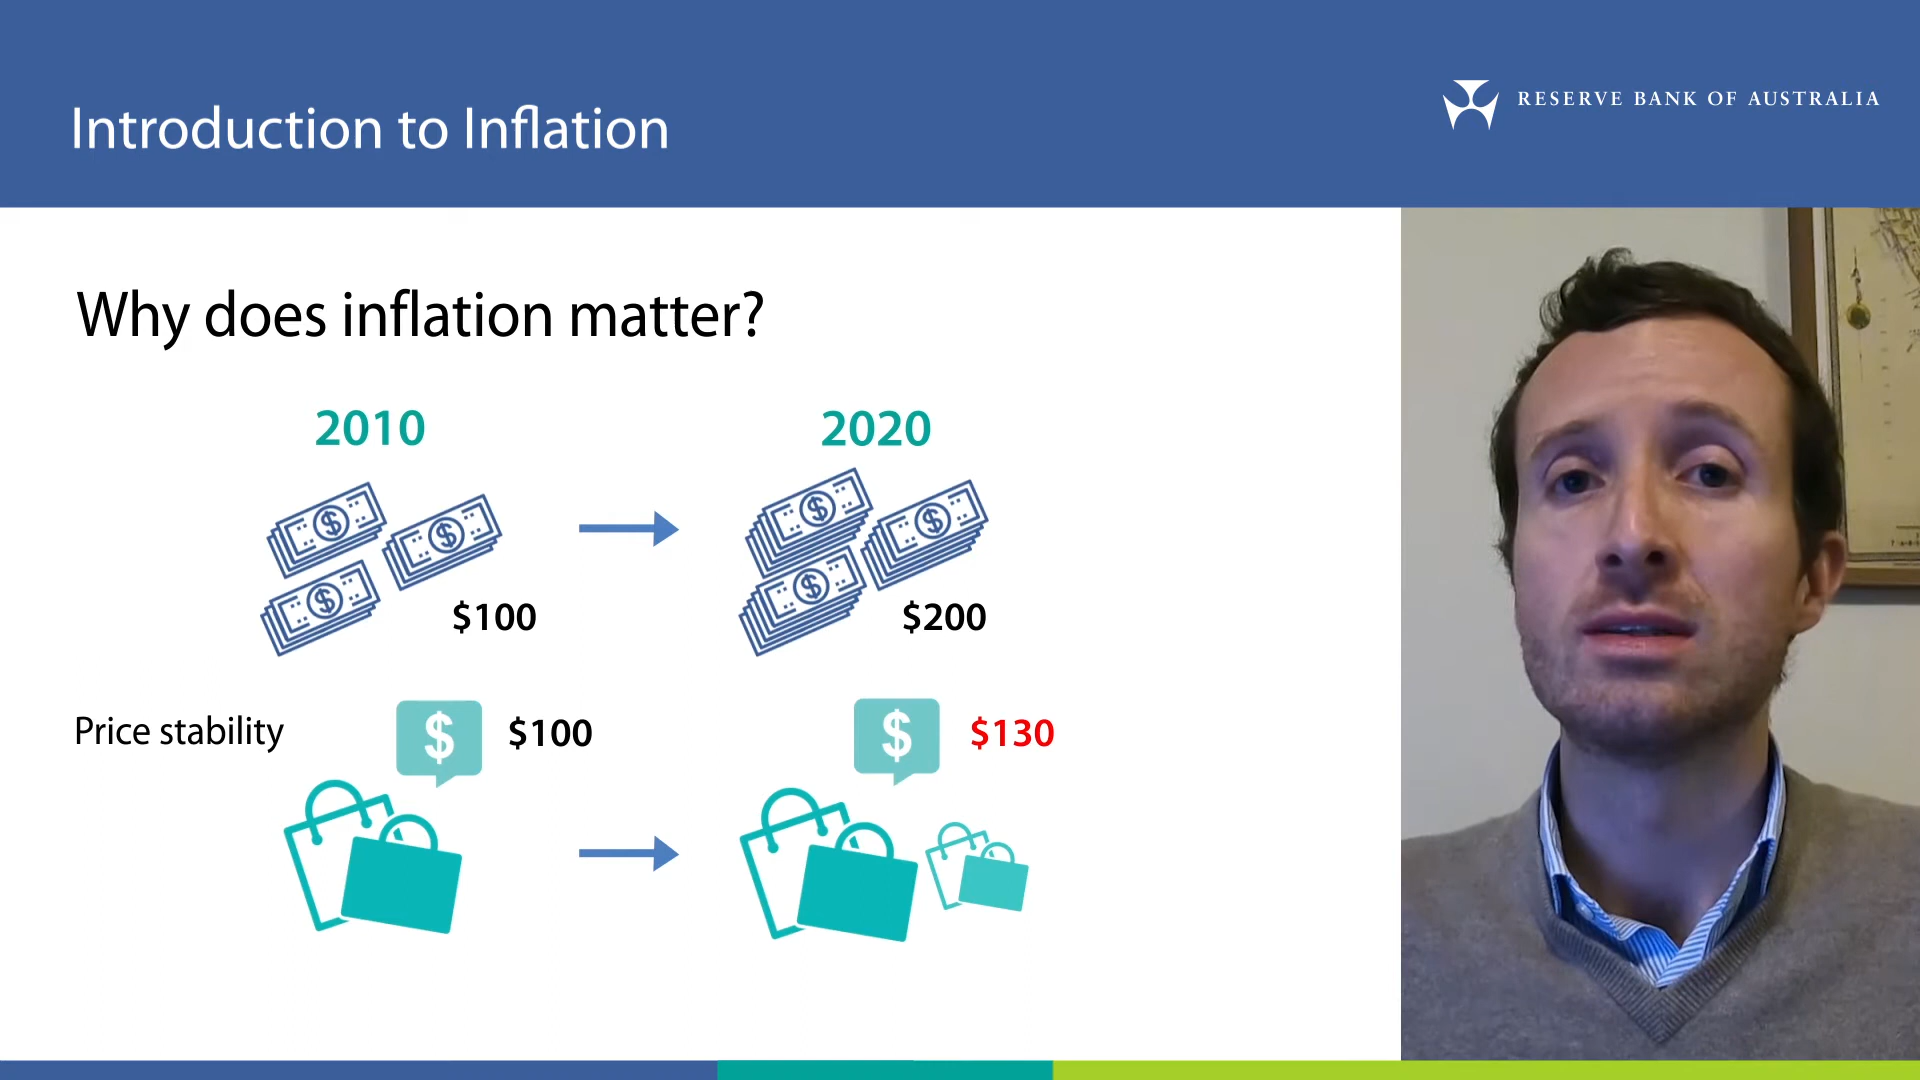 Introduction to Inflation
RESERVE BANK OF AUSTRALIA
Why does inflation matter?
2010
2020
$100
$200
Price stability
$
$100
$
$130